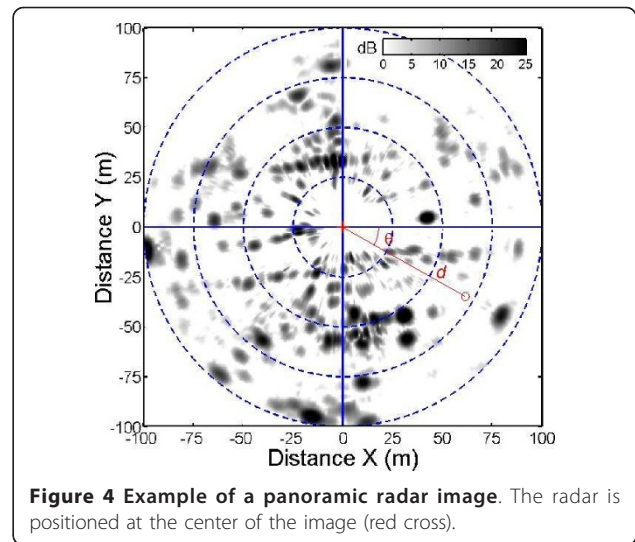 100
75
50
25
0
-25
-50
-75
-100
-100 -75 -50 -25 0 25 50 75 100
Distance Y (m)
Distance X (m)
dB
0 5 10 15 20 25
θ
d
Figure 4 Example of a panoramic radar image. The radar is
positioned at the center of the image (red cross).